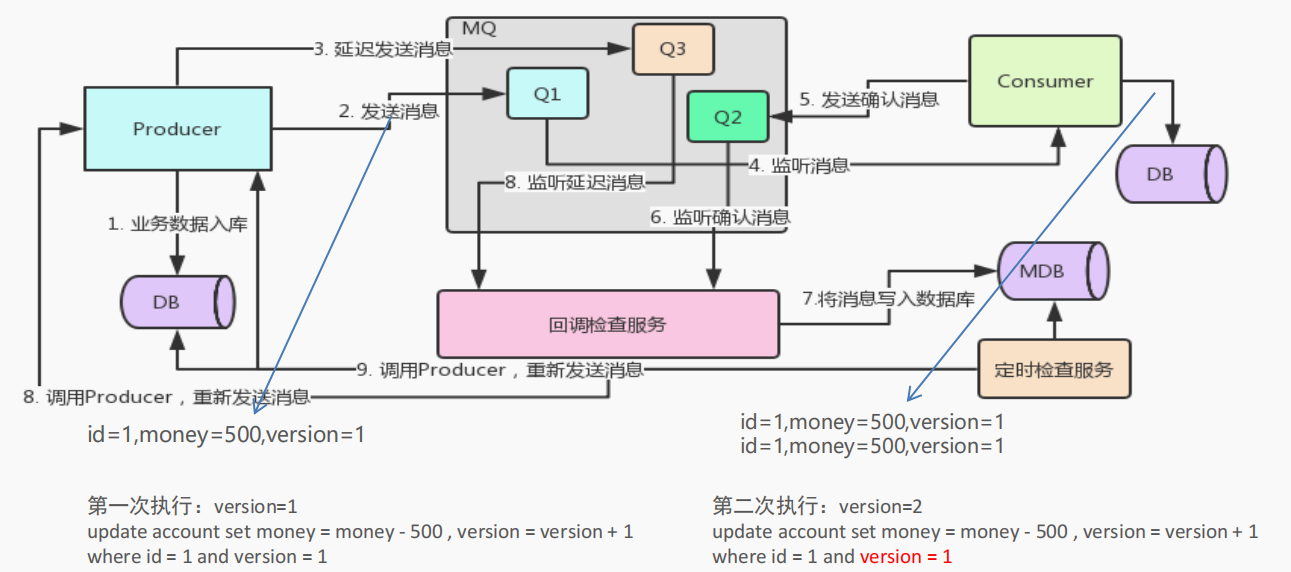 MQ
3. 延迟发送消息
Q3
Q1
2. 发送消息
Q2
5. 发送确认消息
Consumer
Producer
4. 监听消息
8. 监听延迟消息
DB
1. 业务数据入库
6. 监听确认消息
MDB
DB
7.将消息写入数据库
回调检查服务
9. 调用Producer，重新发送消息
定时检查服务
8. 调用Producer，重新发送消息
id=1,money=500,version=1
id=1,money=500,version=1
id=1,money=500,version=1
第一次执行：version=1
update account set money = money - 500 , version = version + 1
where id = 1 and version = 1
第二次执行：version=2
update account set money = money - 500 , version = version + 1
where id = 1 and version = 1